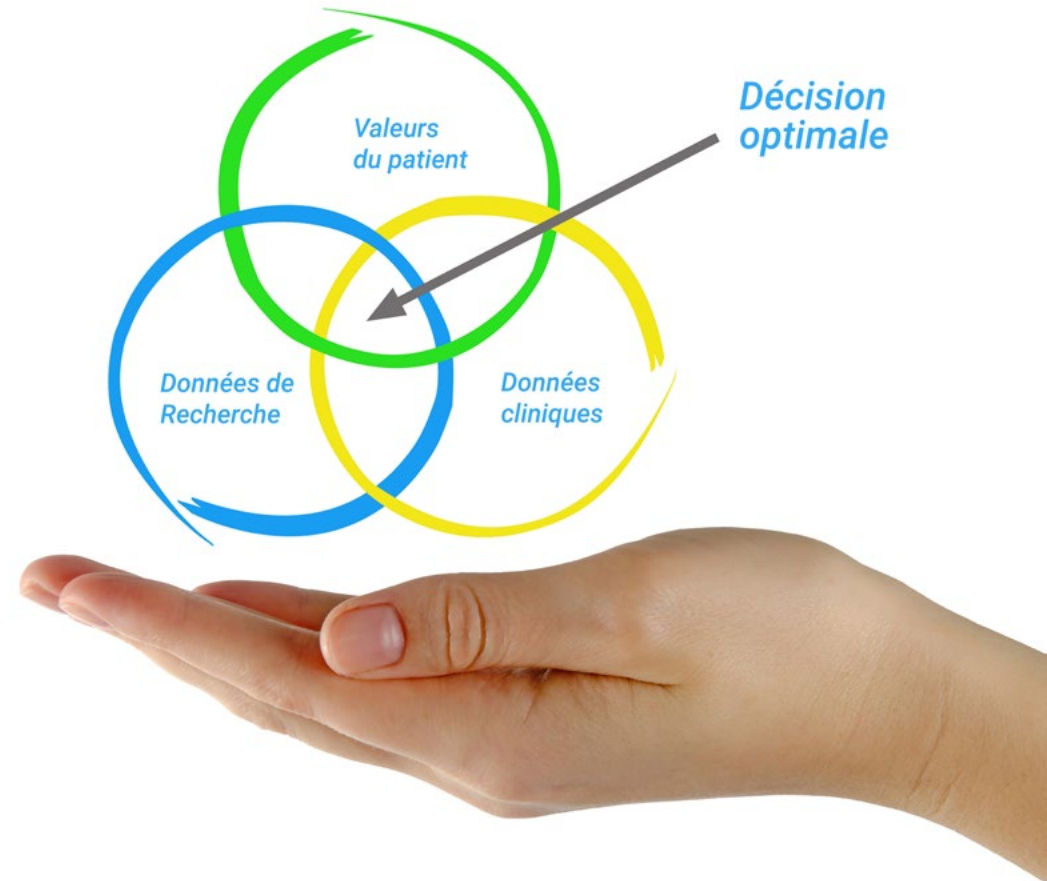 Valeurs
du patient
Décision
optimale
Données de
Recherche
Données
cliniques